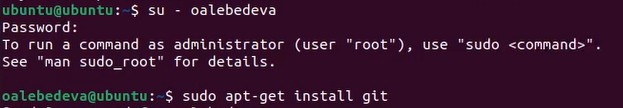 ubuntu@ubuntu:~$ su - oalebedeva
Password:
To run a command as administrator (user "root"), use "sudo <command>".
See "man sudo_root" for details.
oalebedeva@ubuntu:~$ sudo apt-get install git